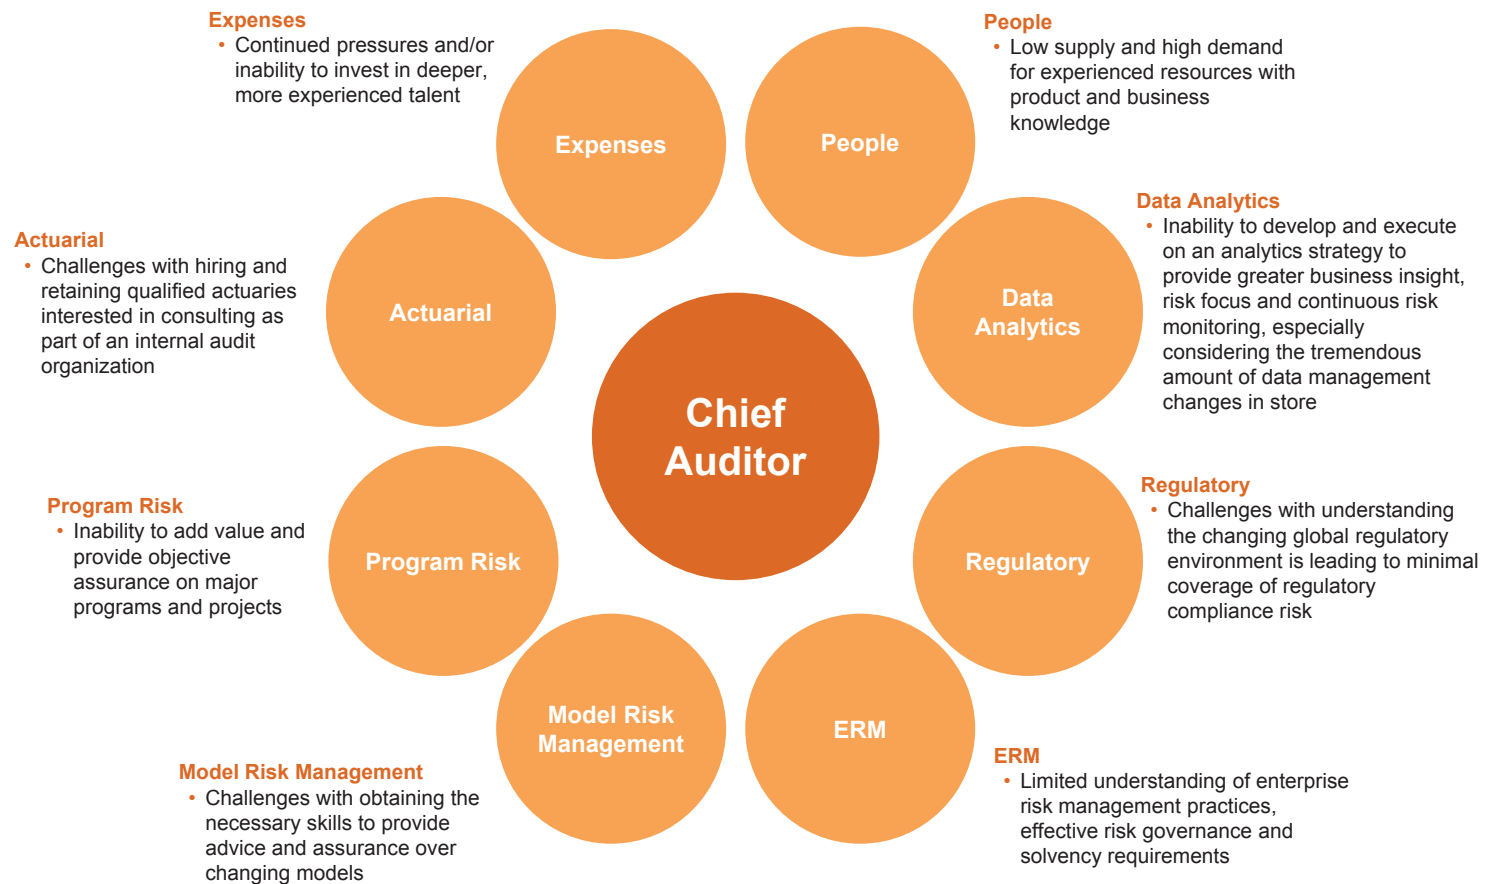 Expenses
• Continued pressures and/or
inability to invest in deeper,
more experienced talent
People
• Low supply and high demand
for experienced resources with
product and business
knowledge
Expenses
People
Data Analytics
• Inability to develop and execute
on an analytics strategy to
provide greater business insight,
risk focus and continuous risk
monitoring, especially
considering the tremendous
amount of data management
changes in store
Actuarial
• Challenges with hiring and
retaining qualified actuaries
interested in consulting as
part of an internal audit
organization
Actuarial
Data
Analytics
Chief
Auditor
Program Risk
• Inability to add value and
provide objective
assurance on major
programs and projects
Program Risk
Regulatory
Regulatory
• Challenges with understanding
the changing global regulatory
environment is leading to minimal
coverage of regulatory
compliance risk
Model Risk
Management
ERM
Model Risk Management
• Challenges with obtaining the
necessary skills to provide
advice and assurance over
changing models
ERM
• Limited understanding of enterprise
risk management practices,
effective risk governance and
solvency requirements